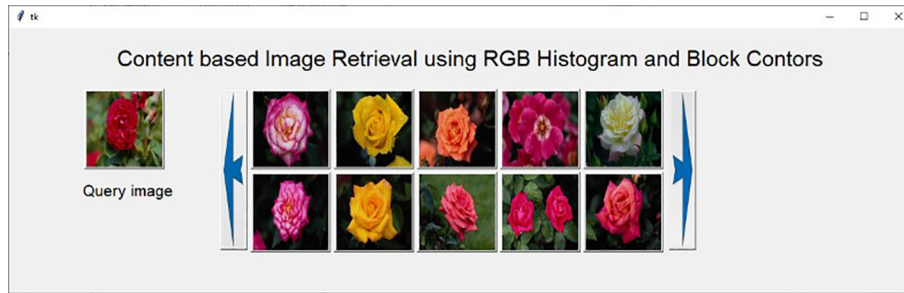 tk
Content based Image Retrieval using RGB Histogram and Block Contors
Query image